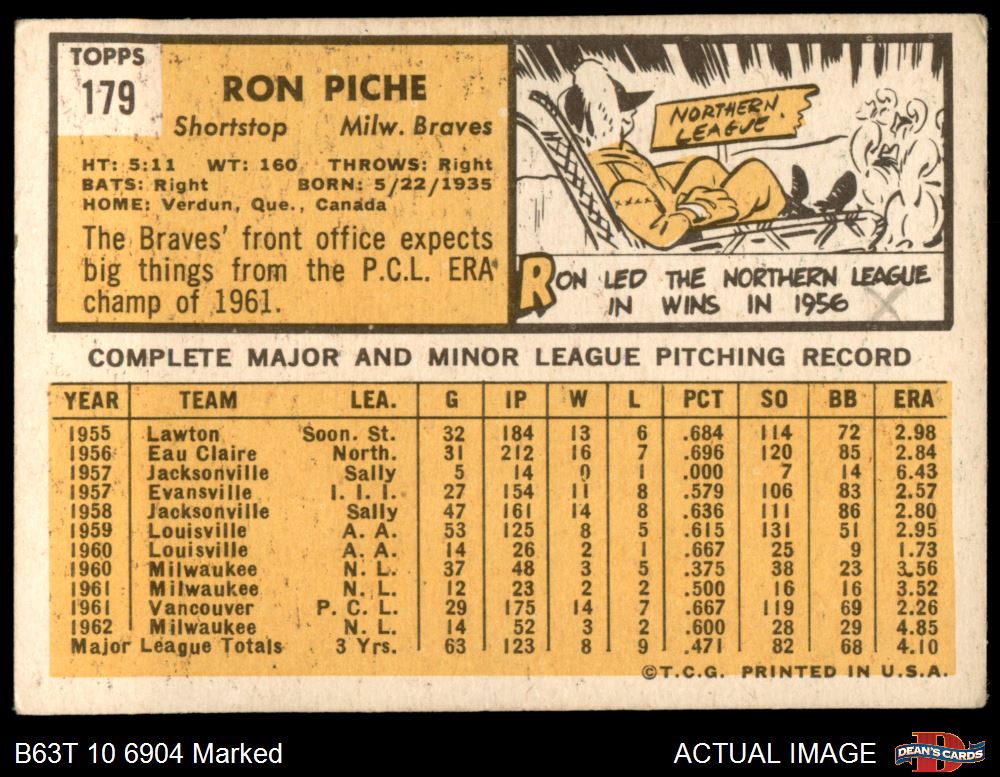 TOPPS
179
RON PICHE
Shortstop Milw. Braves
HT: 5:11 WT: 160 THROWS: Right
BATS: Right BORN: 5/22/1935
HOME: Verdun, Que., Canada
The Braves' front office expects
big things from the P.C.L. ERA
champ of 1961.
NORTHERN
LEAGUE
RON LED THE NORTHERN LEAGUE
IN WINS IN 1956
COMPLETE MAJOR AND MINOR LEAGUE PITCHING RECORD
YEAR TEAM LEA. G IP W L PCT SO BB ERA
1955 Lawton Soon. St. 32 184 13 6 .684 114 72 2.98
1956 Eau Claire North. 31 212 16 7 .696 120 85 2.84
1957 Jacksonville Sally 5 14 0 1 .000 7 14 6.43
1957 Evansville I. I. I. 27 154 11 8 .579 106 83 2.57
1958 Jacksonville Sally 47 161 14 8 .636 111 86 2.80
1959 Louisville A. A. 53 125 8 5 .615 131 51 2.95
1960 Louisville A. A. 14 26 2 1 .667 25 9 1.73
1960 Milwaukee N. L. 37 48 3 5 .375 38 23 3.56
1961 Milwaukee N. L. 12 23 2 2 .500 16 16 3.52
1961 Vancouver P. C. L. 29 175 14 7 .667 119 69 2.26
1962 Milwaukee N. L. 14 52 3 2 .600 28 29 4.85
Major League Totals 3 Yrs. 63 123 8 9 .471 82 68 4.10
©T.C.G. PRINTED IN U.S.A.
B63T 10 6904 Marked ACTUAL IMAGE
DEAN'S CARDS